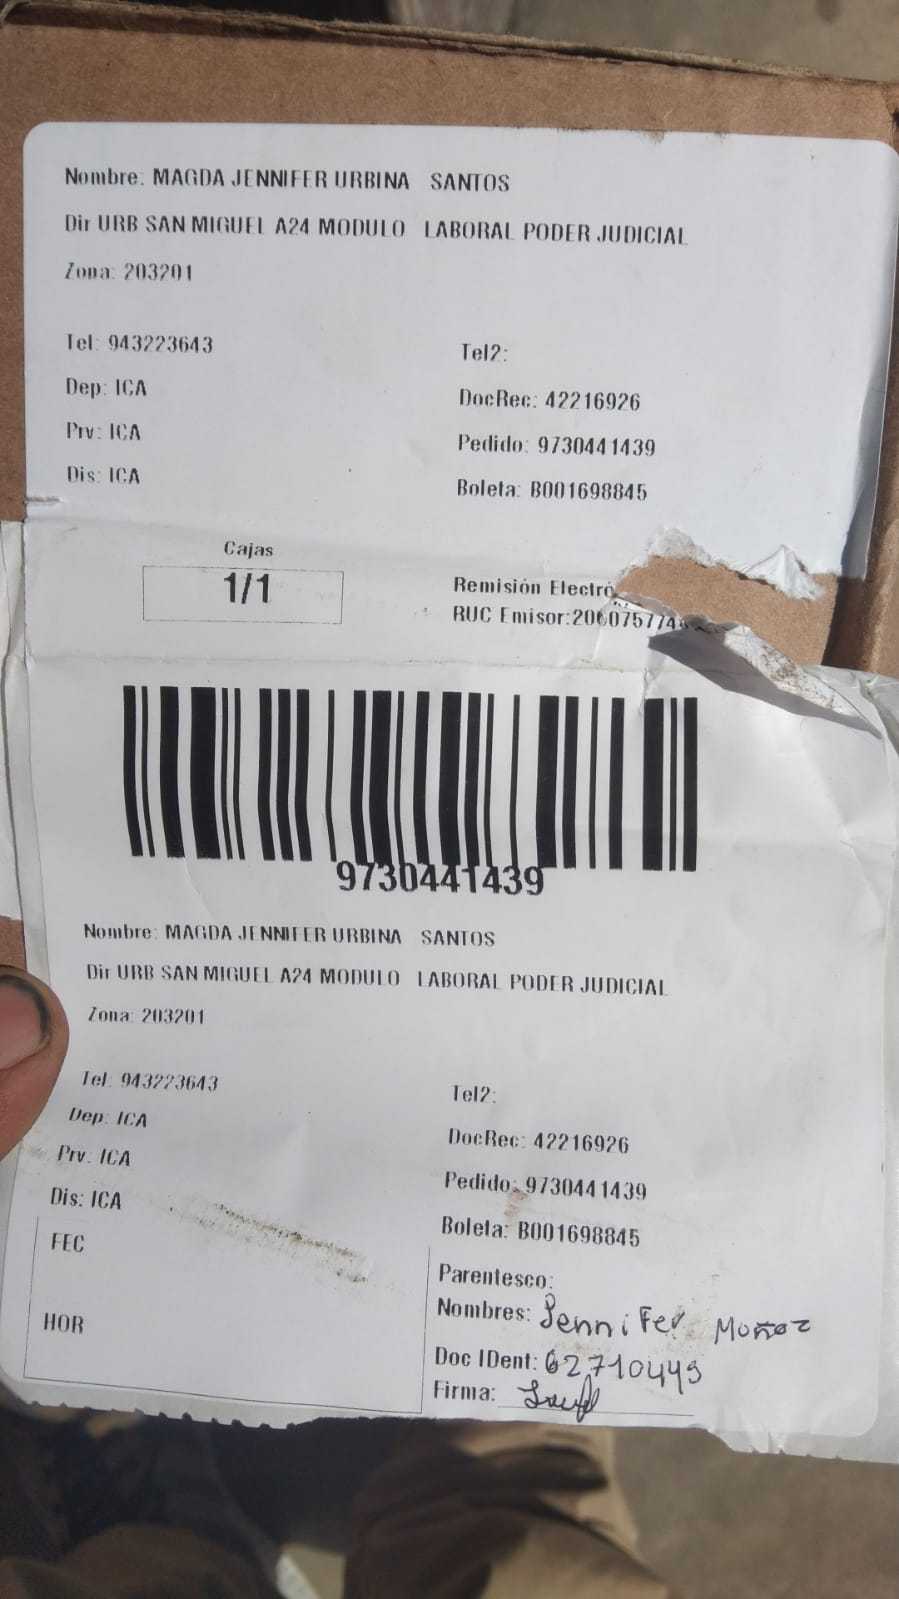 Nombre: MAGDA JENNIFER URBINA SANTOS
Dir URB SAN MIGUEL A24 MODULO LABORAL PODER JUDICIAL
Zona: 203201
Tel: 943223643
Tel2:
Dep: ICA
DocRec: 42216926
Prv: ICA
Pedido: 9730441439
Dis: ICA
Boleta: B001698845
Cajas
1/1
Remisión Electró
RUC Emisor:2060757748
9730441439
Nombre: MAGDA JENNIFER URBINA SANTOS
Dir URB SAN MIGUEL A24 MODULO LABORAL PODER JUDICIAL
Zona: 203201
Tel: 943223643
Tel2:
Dep: ICA
DocRec: 42216926
Prv: ICA
Pedido: 9730441439
Dis: ICA
Boleta: B001698845
FEC
HOR
Parentesco:
Nombres: Jennifer Muñoz
Doc IDent: 62710449
Firma: